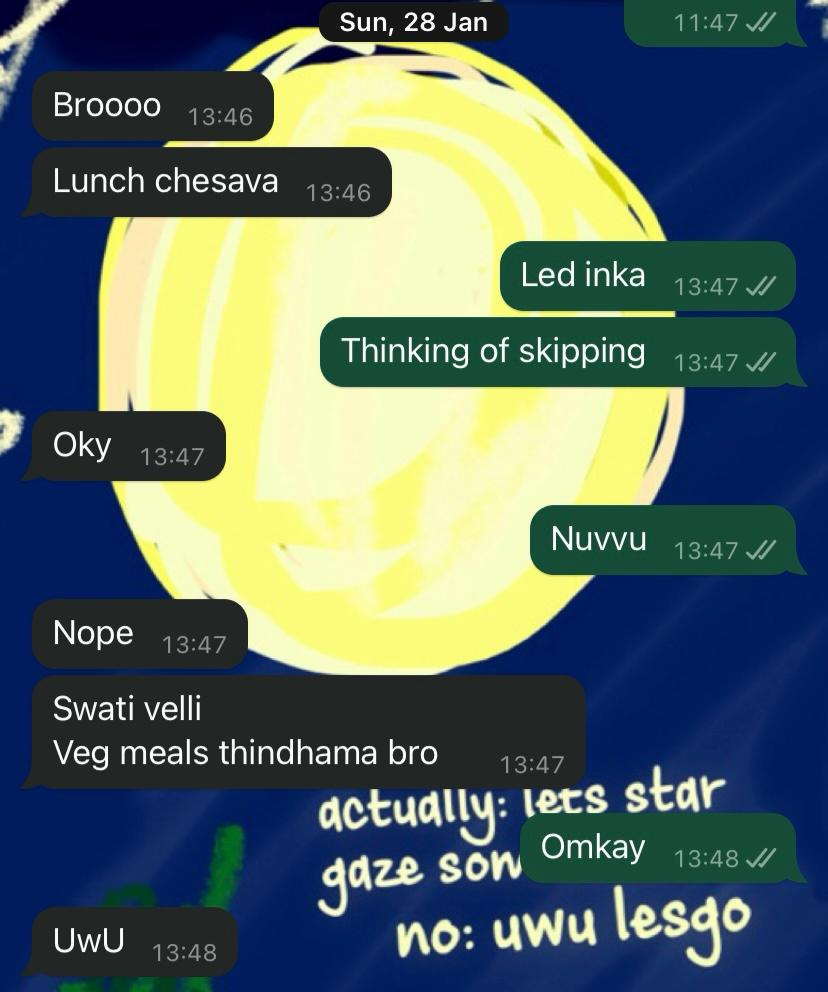 Sun, 28 Jan
11:47
Broooo 13:46
Lunch chesava 13:46
Led inka 13:47
Thinking of skipping 13:47
Oky 13:47
Nuvvu 13:47
Nope 13:47
Swati velli
Veg meals thindhama bro 13:47
actually: lets star
Omkay 13:48
gaze
no: uwu lesgo
UwU 13:48